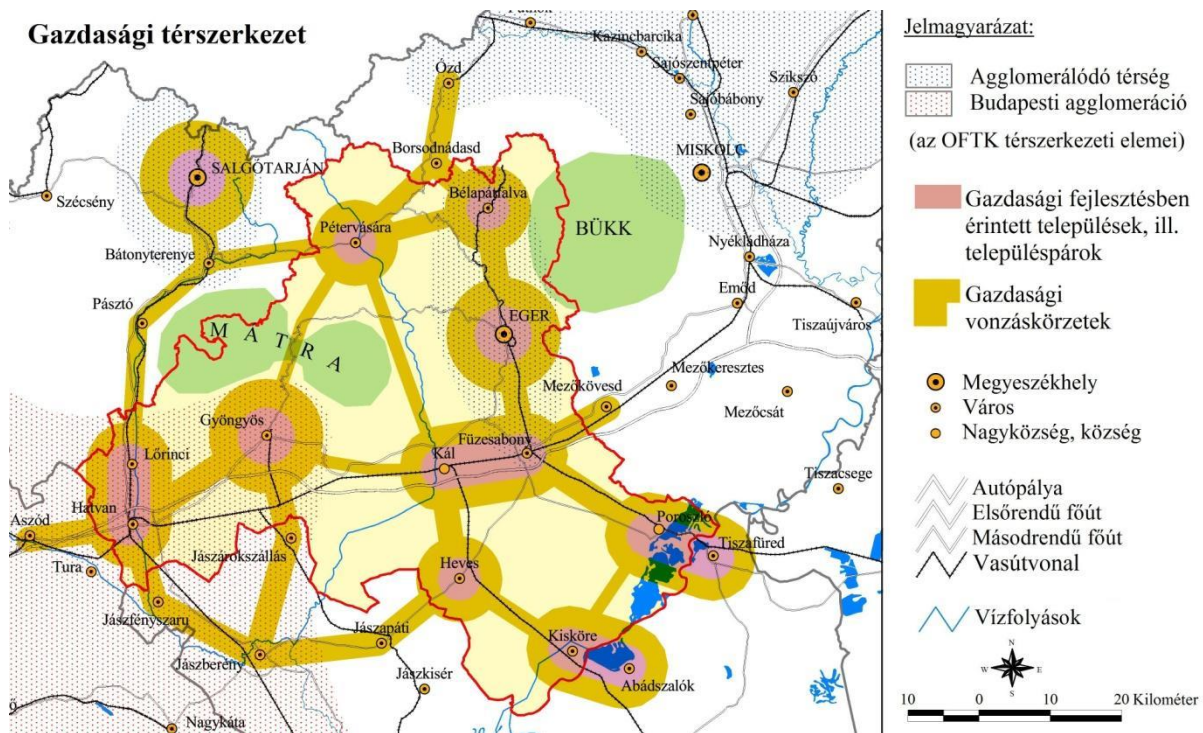 Gazdasági térszerkezet
Putnok
Kazincbarcika
Ózd
Sajószentpéter
Szikszó
Sajóbábony
Borsodnádasd
MISKOLC
SALGÓTARJÁN
Szécsény
Bélapátfalva
BÜKK
Pétervására
Bátonyterenye
Nyékládháza
Emőd
Pásztó
Tiszaújváros
MÁTRA
EGER
Mezőkövesd
Mezőkeresztes
Mezőcsát
Gyöngyös
Füzesabony
Lőrinci
Kál
Tiszacsege
Hatvan
Aszód
Poroszló
Tiszafüred
Jászárokszállás
Tura
Heves
Jászfényszaru
Jászapáti
Kisköre
Jászberény
Abádszalók
Jászkisér
Nagykáta
Jelmagyarázat:
Agglomerálódó térség
Budapesti agglomeráció
(az OFTK térszerkezeti elemei)
Gazdasági fejlesztésben
érintett települések, ill.
településpárok
Gazdasági
vonzáskörzetek
Megyeszékhely
Város
Nagyközség, község
Autópálya
Elsőrendű főút
Másodrendű főút
Vasútvonal
Vízfolyások
N
W E
S
10 0 10 20 Kilométer